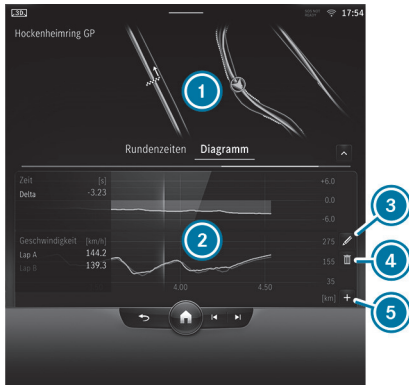 3D
17:54
Hockenheimring GP
1
Rundenzeiten Diagramm
Zeit [s]
Delta -3.23
+6.0
0.0
-6.0
Geschwindigkeit [km/h]
Lap A 144.2
Lap B 139.3
275
155
35
2
4.00 4.50
[km]
3
4
5